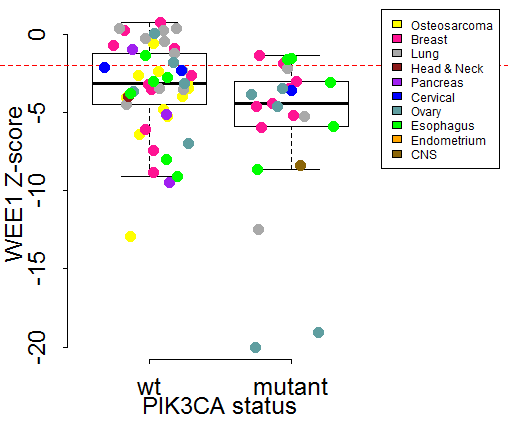 0
-5
-10
-15
-20
WEE1 Z-score
wt
mutant
PIK3CA status
Osteosarcoma
Breast
Lung
Head & Neck
Pancreas
Cervical
Ovary
Esophagus
Endometrium
CNS